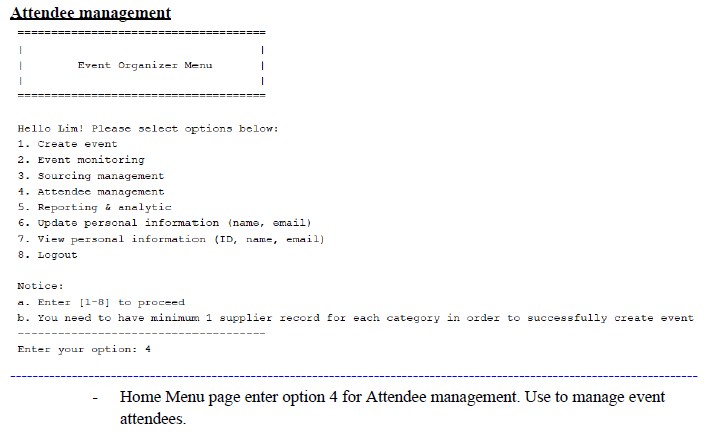 Attendee management
=====================================
|                                    |
|        Event Organizer Menu        |
|                                    |
=====================================
Hello Lim! Please select options below:
1. Create event
2. Event monitoring
3. Sourcing management
4. Attendee management
5. Reporting & analytic
6. Update personal information (name, email)
7. View personal information (ID, name, email)
8. Logout
Notice:
a. Enter [1-8] to proceed
b. You need to have minimum 1 supplier record for each category in order to successfully create event
-------------------------------------
Enter your option: 4
- Home Menu page enter option 4 for Attendee management. Use to manage event
attendees.